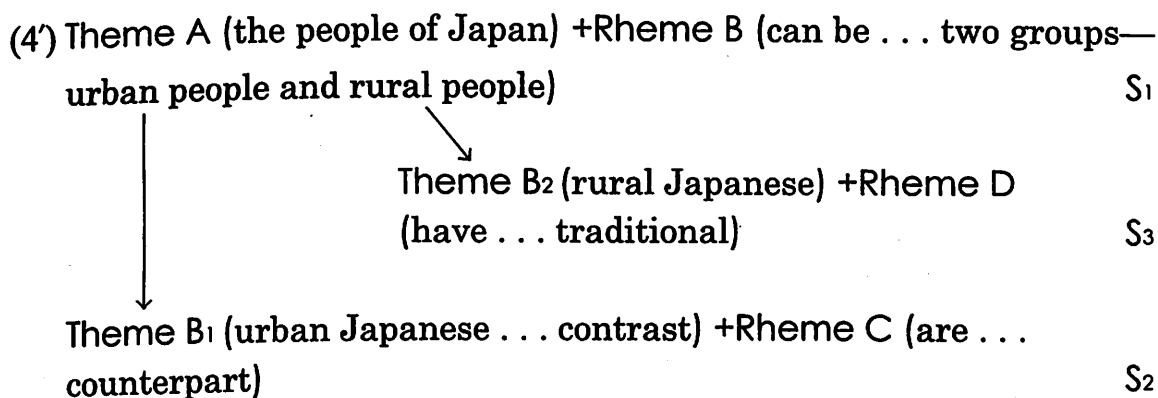 (4′) Theme A (the people of Japan) +Rheme B (can be . . . two groups—
urban people and rural people) S1
Theme B2 (rural Japanese) +Rheme D
(have . . . traditional) S3
Theme B1 (urban Japanese . . . contrast) +Rheme C (are . . .
counterpart) S2